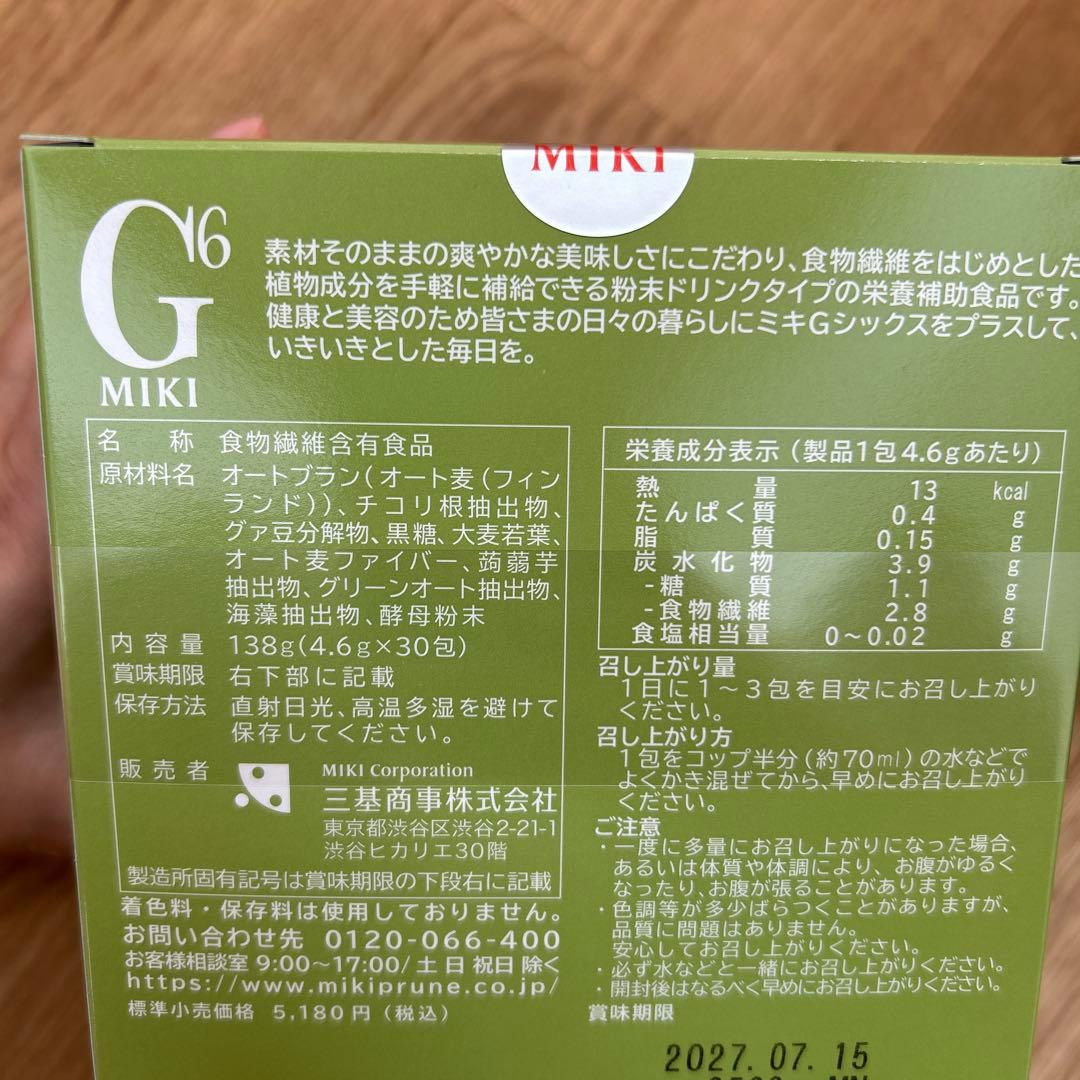 MIKI
G16
MIKI
素材そのままの爽やかな美味しさにこだわり、食物繊維をはじめとした
植物成分を手軽に補給できる粉末ドリンクタイプの栄養補助食品です。
健康と美容のため皆さまの日々の暮らしにミキGシックスをプラスして、
いきいきとした毎日を。
名称 食物繊維含有食品
原材料名 オートブラン(オート麦(フィン
ランド))、チコリ根抽出物、
グァ豆分解物、黒糖、大麦若葉、
オート麦ファイバー、蒟蒻芋
抽出物、グリーンオート抽出物、
海藻抽出物、酵母粉末
内容量 138g(4.6g×30包)
賞味期限 右下部に記載
保存方法 直射日光、高温多湿を避けて
保存してください。
販売者 MIKI Corporation
三基商事株式会社
東京都渋谷区渋谷2-21-1
渋谷ヒカリエ30階
製造所固有記号は賞味期限の下段右に記載
着色料・保存料は使用しておりません。
お問い合わせ先 0120-066-400
お客様相談室 9:00〜17:00/土日祝日除く
https://www.mikiprune.co.jp/
標準小売価格 5,180円(税込)
栄養成分表示(製品1包4.6gあたり)
熱量 13 kcal
たんぱく質 0.4 g
脂質 0.15 g
炭水化物 3.9 g
-糖質 1.1 g
-食物繊維 2.8 g
食塩相当量 0〜0.02 g
召し上がり量
1日に1〜3包を目安にお召し上がり
ください。
召し上がり方
1包をコップ半分(約70ml)の水などで
よくかき混ぜてから、早めにお召し上がり
ください。
ご注意
・一度に多量にお召し上がりになった場合、
あるいは体質や体調により、お腹がゆるく
なったり、お腹が張ることがあります。
・色調等が多少ばらつくことがありますが、
品質に問題はありません。
安心してお召し上がりください。
・必ず水などと一緒にお召し上がりください。
・開封後はなるべく早めにお召し上がりください。
賞味期限
2027.07.15